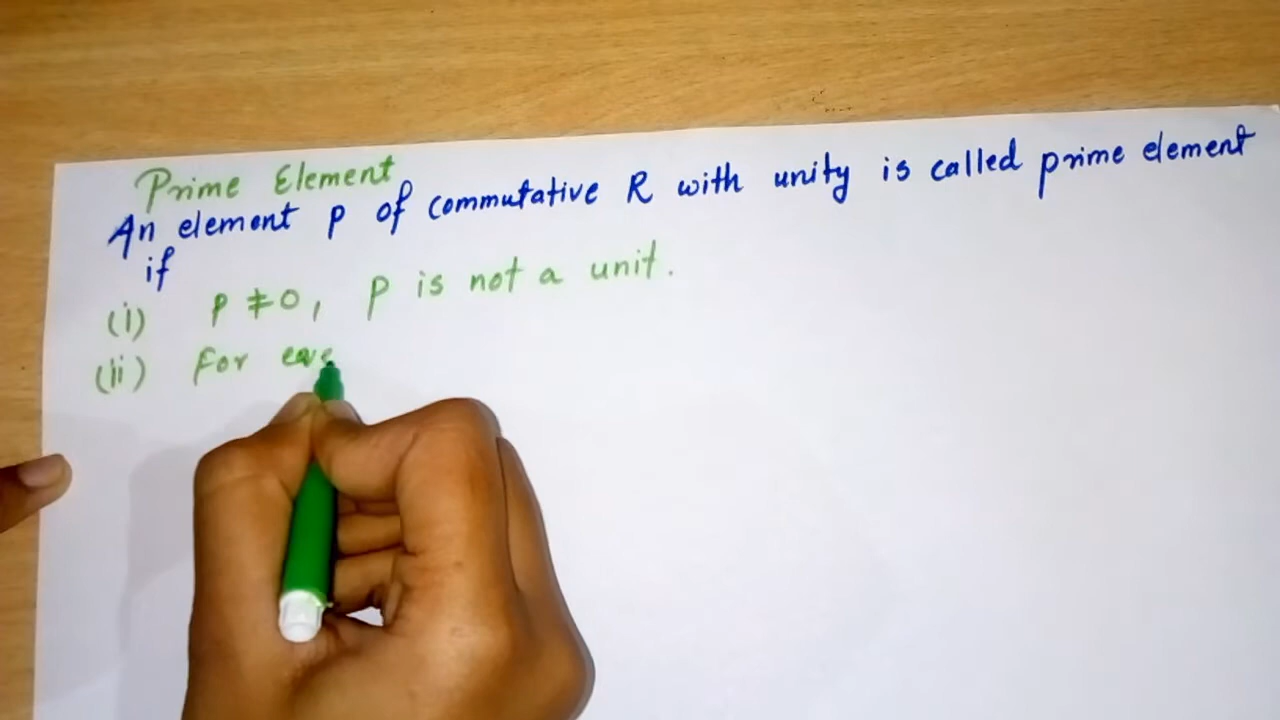 Prime Element
An element p of commutative R with unity is called prime element
if
(i) p ≠ 0, p is not a unit.
(ii) For eve